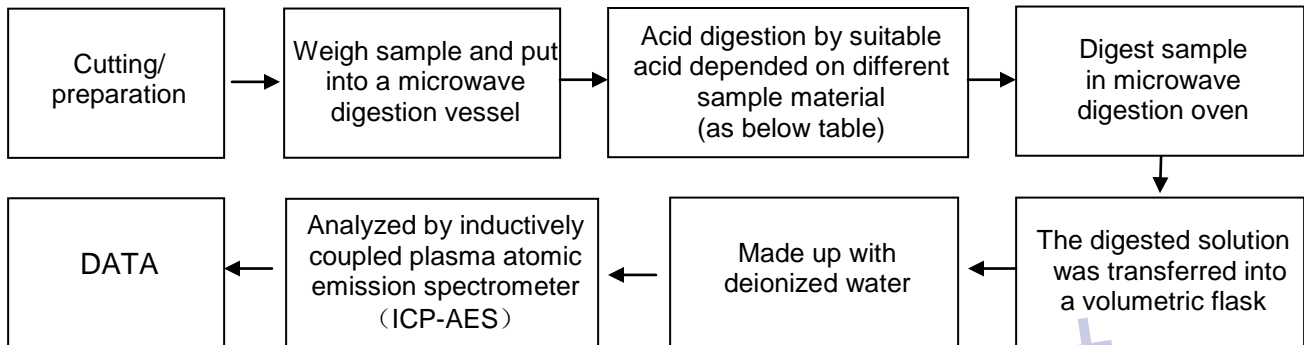 Cutting/
preparation
Weigh sample and put
into a microwave
digestion vessel
Acid digestion by suitable
acid depended on different
sample material
(as below table)
Digest sample
in microwave
digestion oven
The digested solution
was transferred into
a volumetric flask
Made up with
deionized water
Analyzed by inductively
coupled plasma atomic
emission spectrometer
（ICP-AES）
DATA